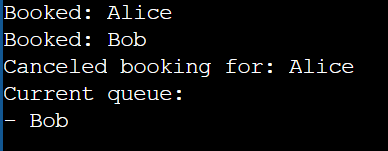 Booked: Alice
Booked: Bob
Canceled booking for: Alice
Current queue:
- Bob